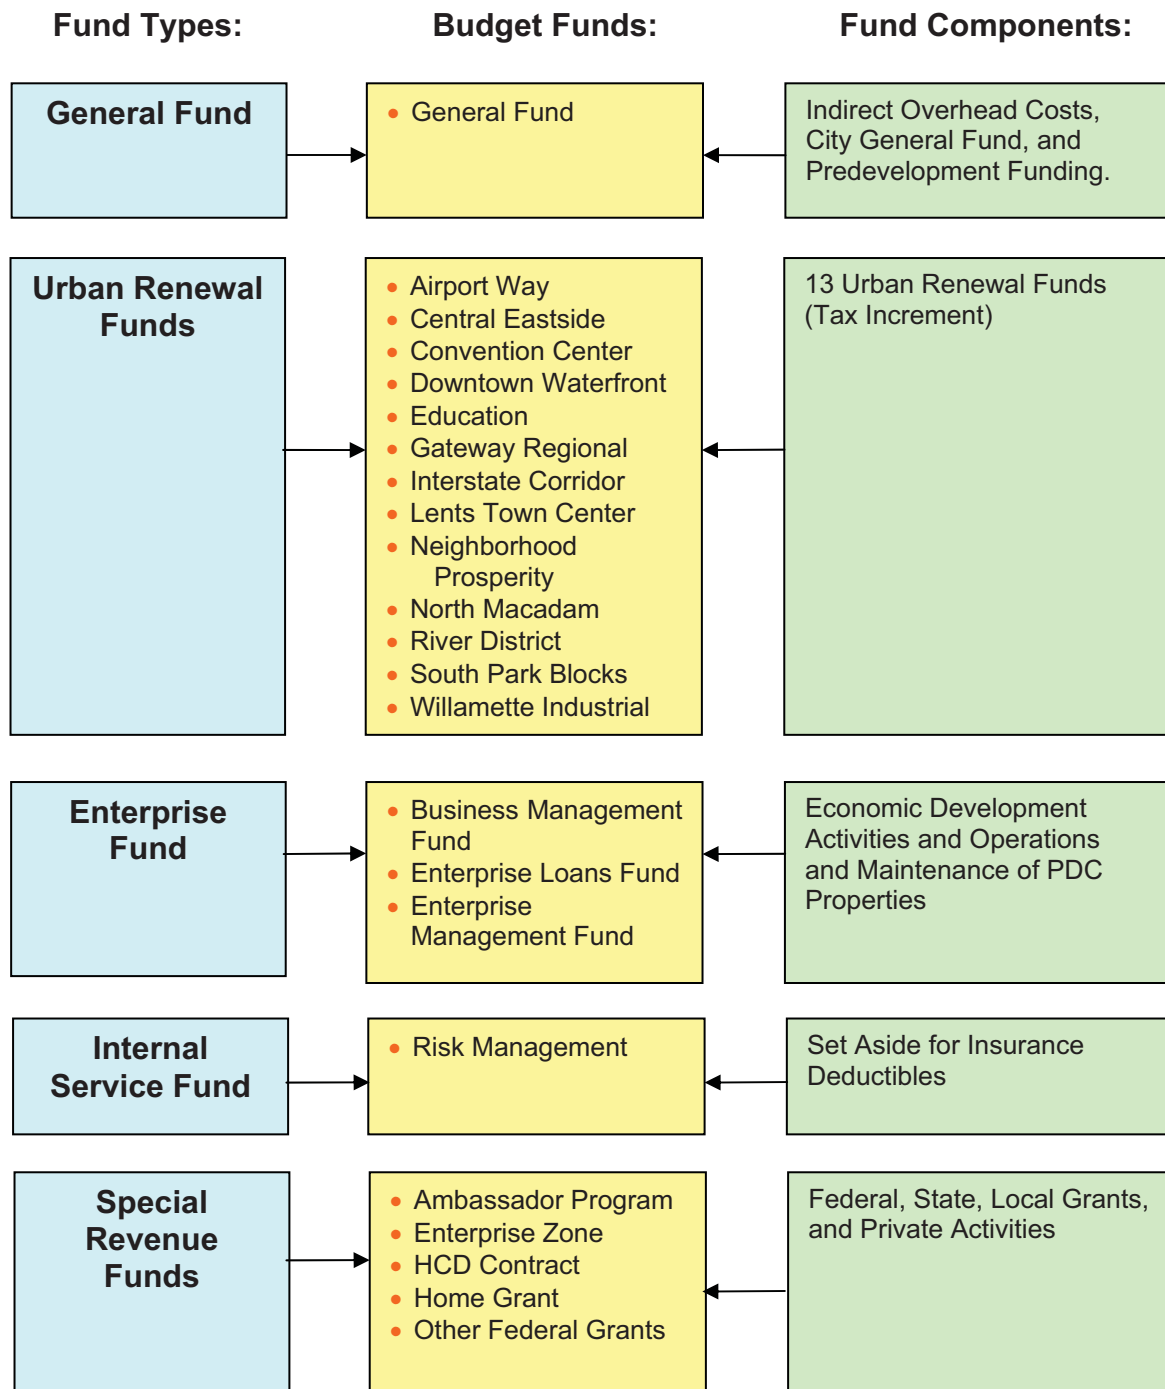 Fund Types:
Budget Funds:
Fund Components:
General Fund
• General Fund
Indirect Overhead Costs,
City General Fund, and
Predevelopment Funding.
Urban Renewal
Funds
• Airport Way
• Central Eastside
• Convention Center
• Downtown Waterfront
• Education
• Gateway Regional
• Interstate Corridor
• Lents Town Center
• Neighborhood
Prosperity
• North Macadam
• River District
• South Park Blocks
• Willamette Industrial
13 Urban Renewal Funds
(Tax Increment)
Enterprise
Fund
• Business Management
Fund
• Enterprise Loans Fund
• Enterprise
Management Fund
Economic Development
Activities and Operations
and Maintenance of PDC
Properties
Internal
Service Fund
• Risk Management
Set Aside for Insurance
Deductibles
Special
Revenue
Funds
• Ambassador Program
• Enterprise Zone
• HCD Contract
• Home Grant
• Other Federal Grants
Federal, State, Local Grants,
and Private Activities